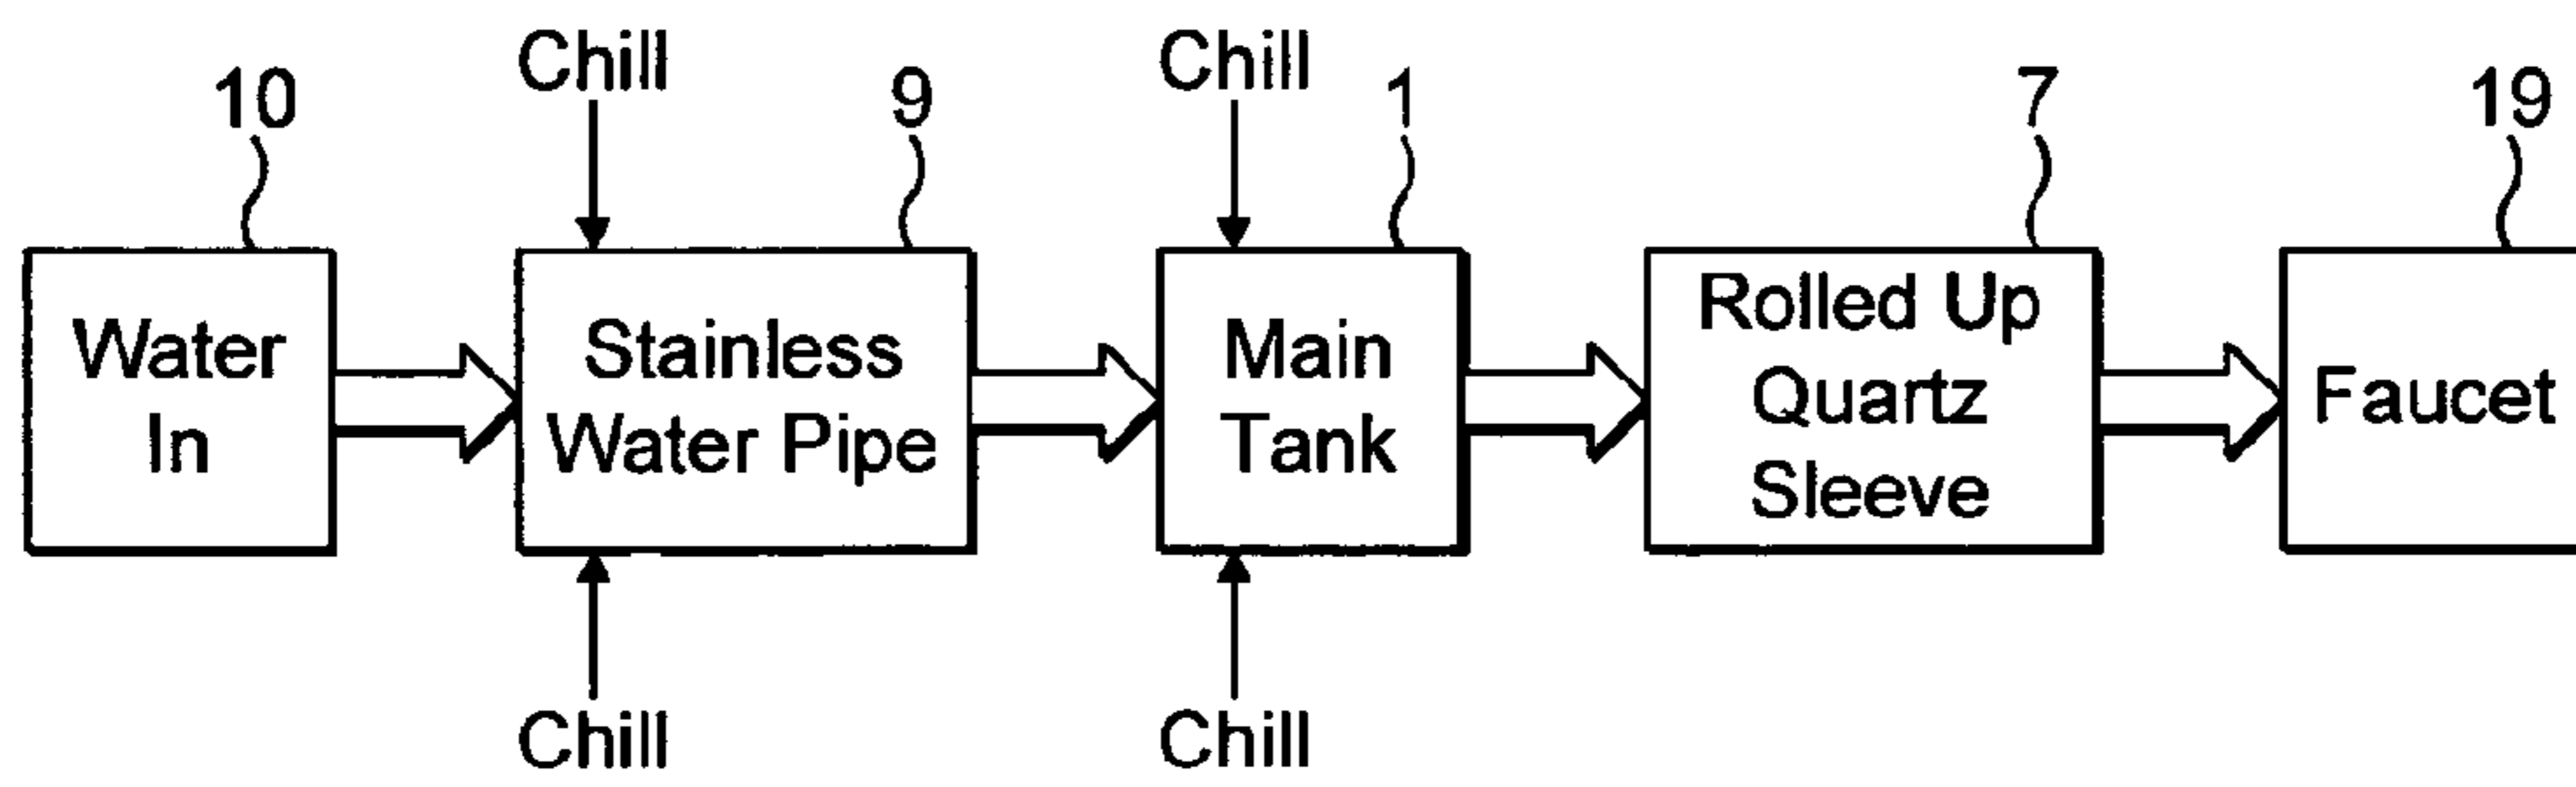 Chill
Chill
10
9
1
7
19
Water
In
Stainless
Water Pipe
Main
Tank
Rolled Up
Quartz
Sleeve
Faucet
Chill
Chill